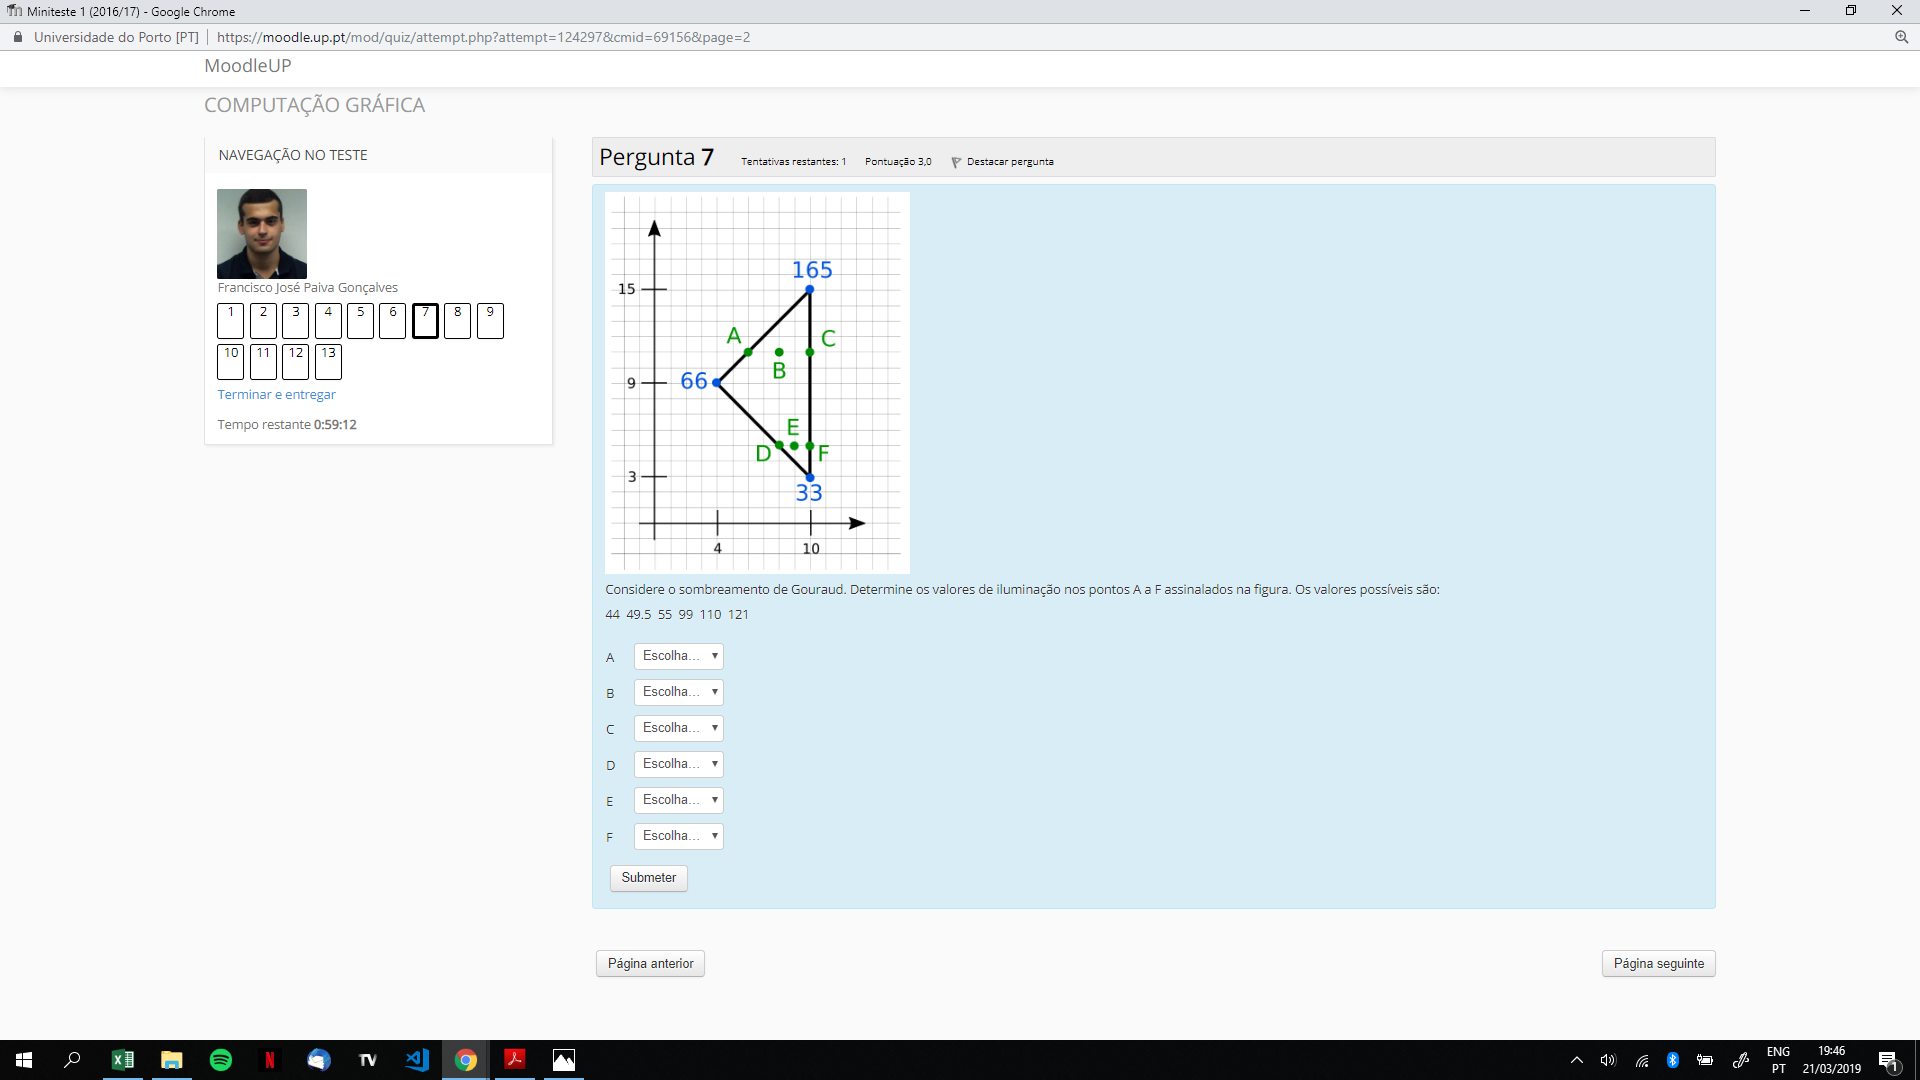 Miniteste 1 (2016/17) - Google Chrome
Universidade do Porto [PT] | https://moodle.up.pt/mod/quiz/attempt.php?attempt=124297&cmid=69156&page=2
MoodleUP
COMPUTAÇÃO GRÁFICA
NAVEGAÇÃO NO TESTE
Francisco José Paiva Gonçalves
1 2 3 4 5 6 7 8 9
10 11 12 13
Terminar e entregar
Tempo restante 0:59:12
Pergunta 7 Tentativas restantes: 1 Pontuação 3,0 Destacar pergunta
165
15
A
C
B
9
66
E
D
F
3
33
4 10
Considere o sombreamento de Gouraud. Determine os valores de iluminação nos pontos A a F assinalados na figura. Os valores possíveis são:
44 49.5 55 99 110 121
A Escolha...
B Escolha...
C Escolha...
D Escolha...
E Escolha...
F Escolha...
Submeter
Página anterior
Página seguinte
TV
ENG
PT
19:46
21/03/2019
1